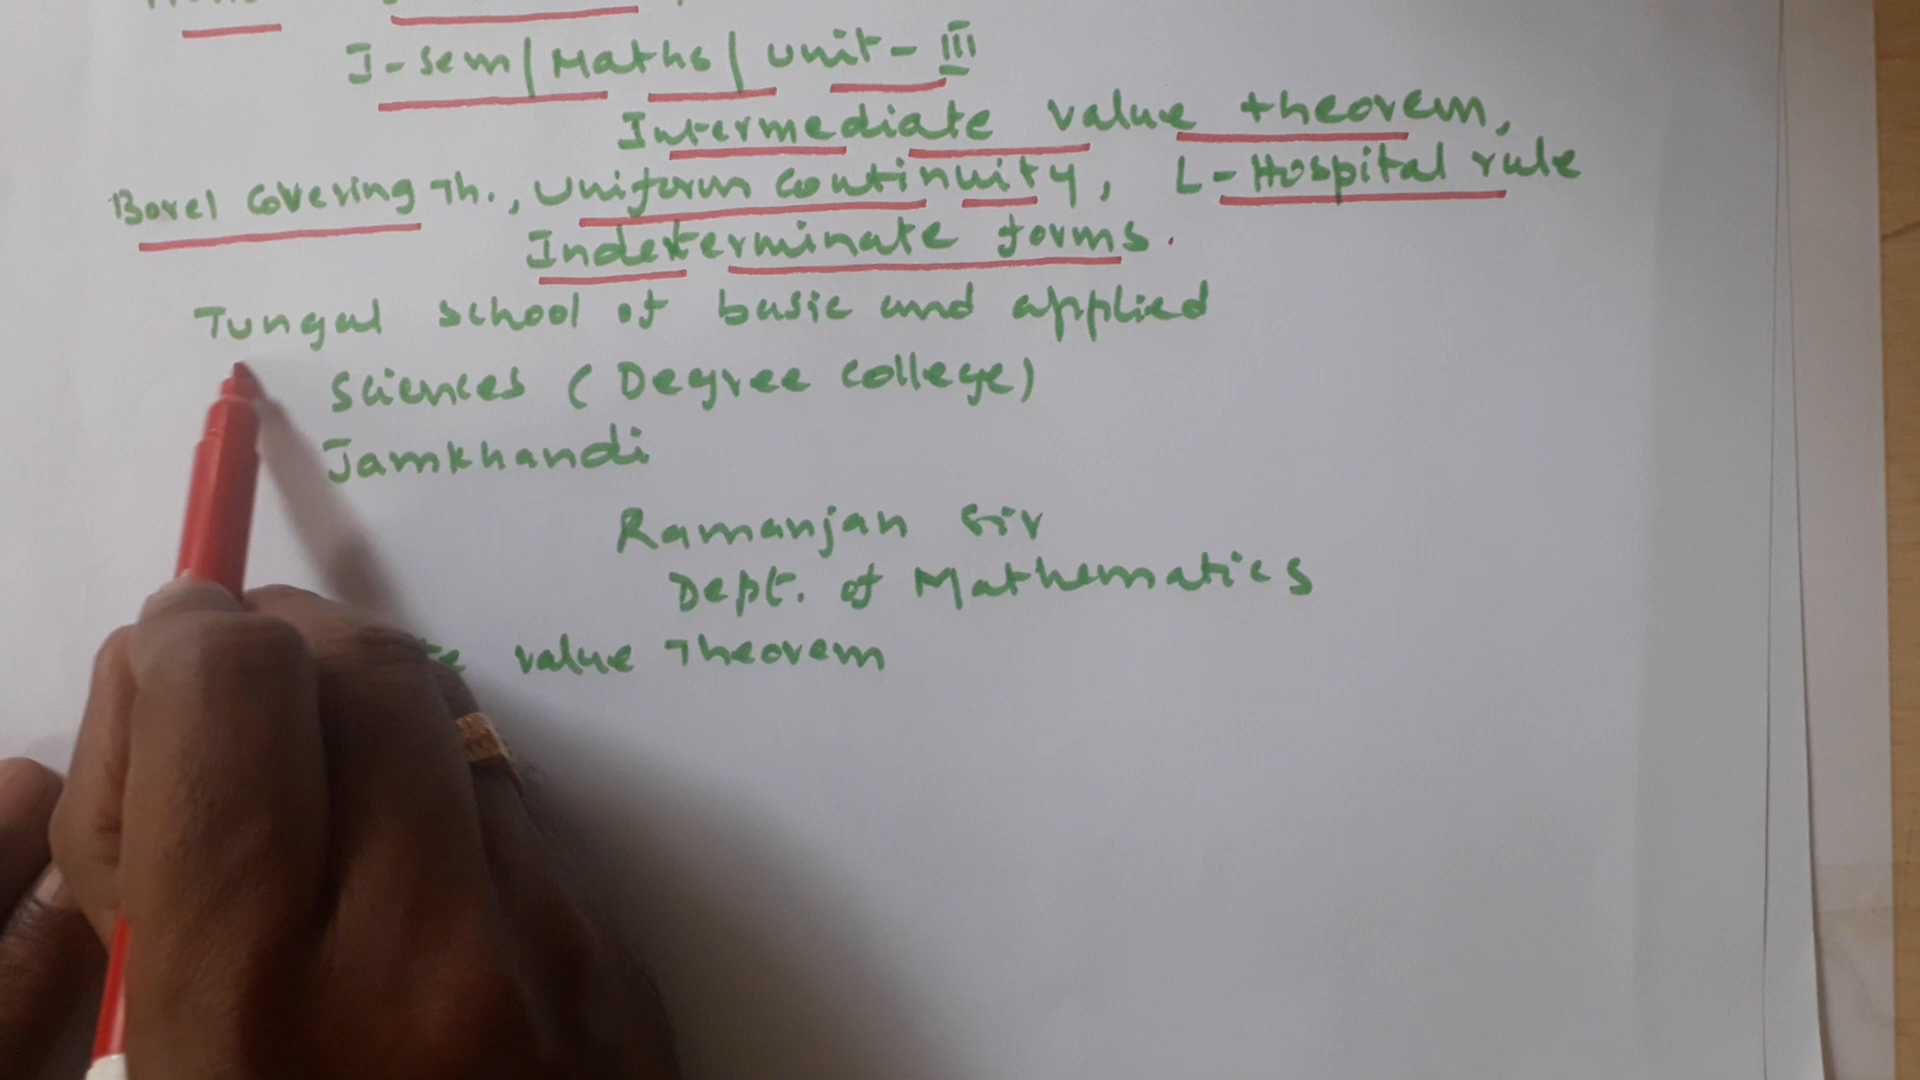 I-sem/Maths/unit-III
Intermediate value theorem,
Borel Covering Th., Uniform Continuity, L-Hospital rule
Indeterminate forms.
Tungal school of basic and applied
Sciences (Degree college)
Jamkhandi
Ramanjan Sir
Dept. of Mathematics
value Theorem